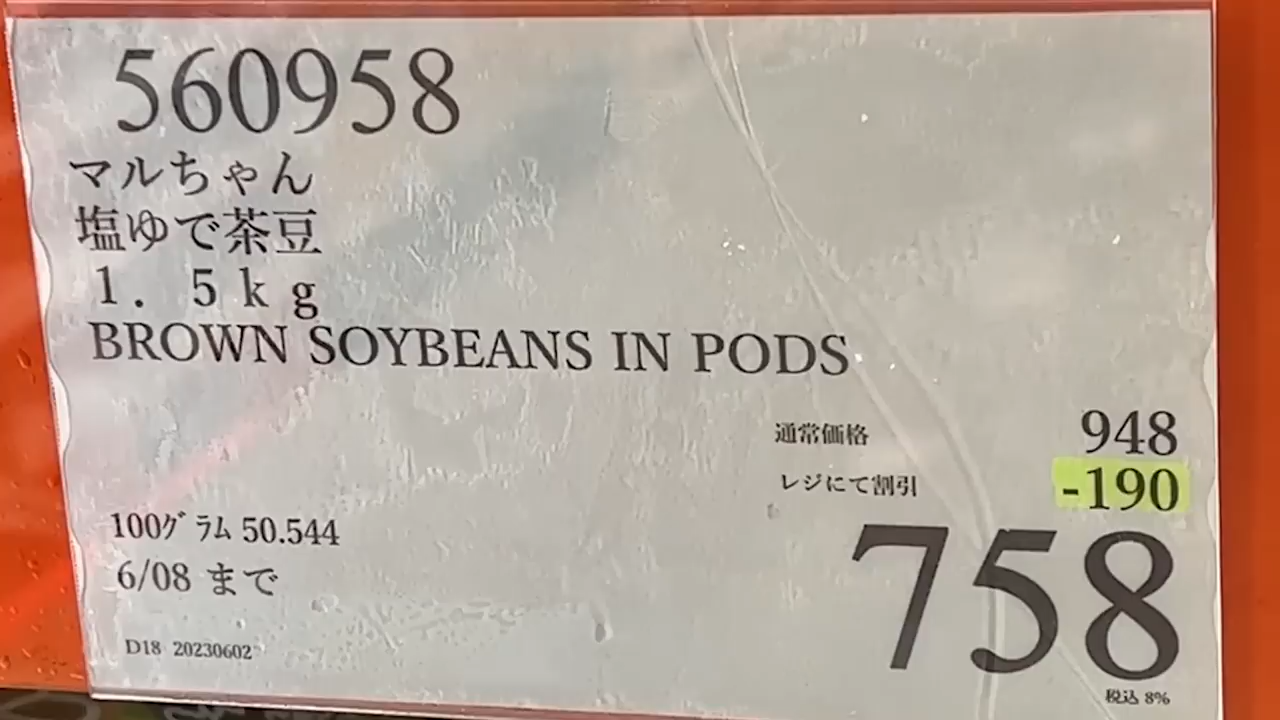 560958
マルちゃん
塩ゆで茶豆
1. 5kg
BROWN SOYBEANS IN PODS
通常価格 948
レジにて割引 -190
100ｸﾞﾗﾑ 50.544
758
6/08 まで
D18 20230602
税込 8%